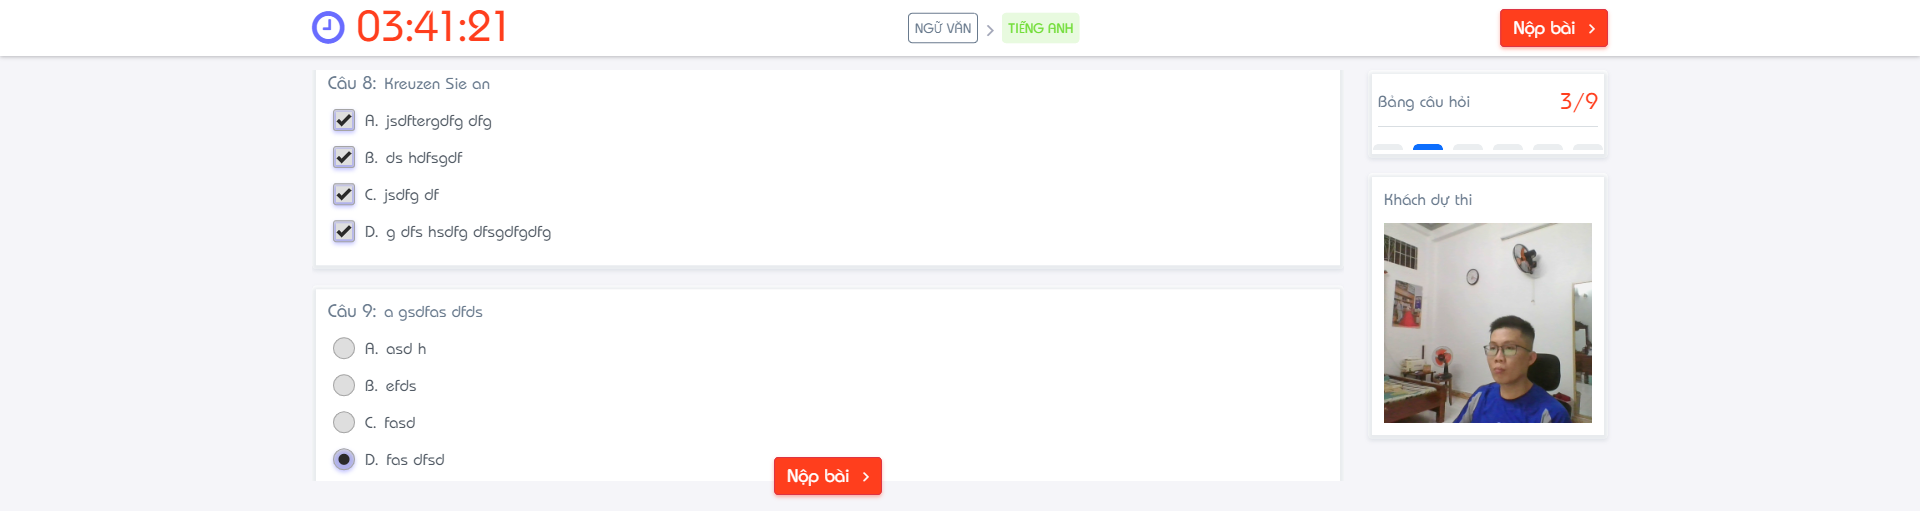 03:41:21
NGỮ VĂN
TIẾNG ANH
Nộp bài
Câu 8: Kreuzen Sie an
A. jsdftergdfg dfg
B. ds hdfsgdf
C. jsdfg df
D. g dfs hsdfg dfsgdfgdfg
Câu 9: a gsdfas dfds
A. asd h
B. efds
C. fasd
D. fas dfsd
Nộp bài
Bảng câu hỏi 3/9
Khách dự thi